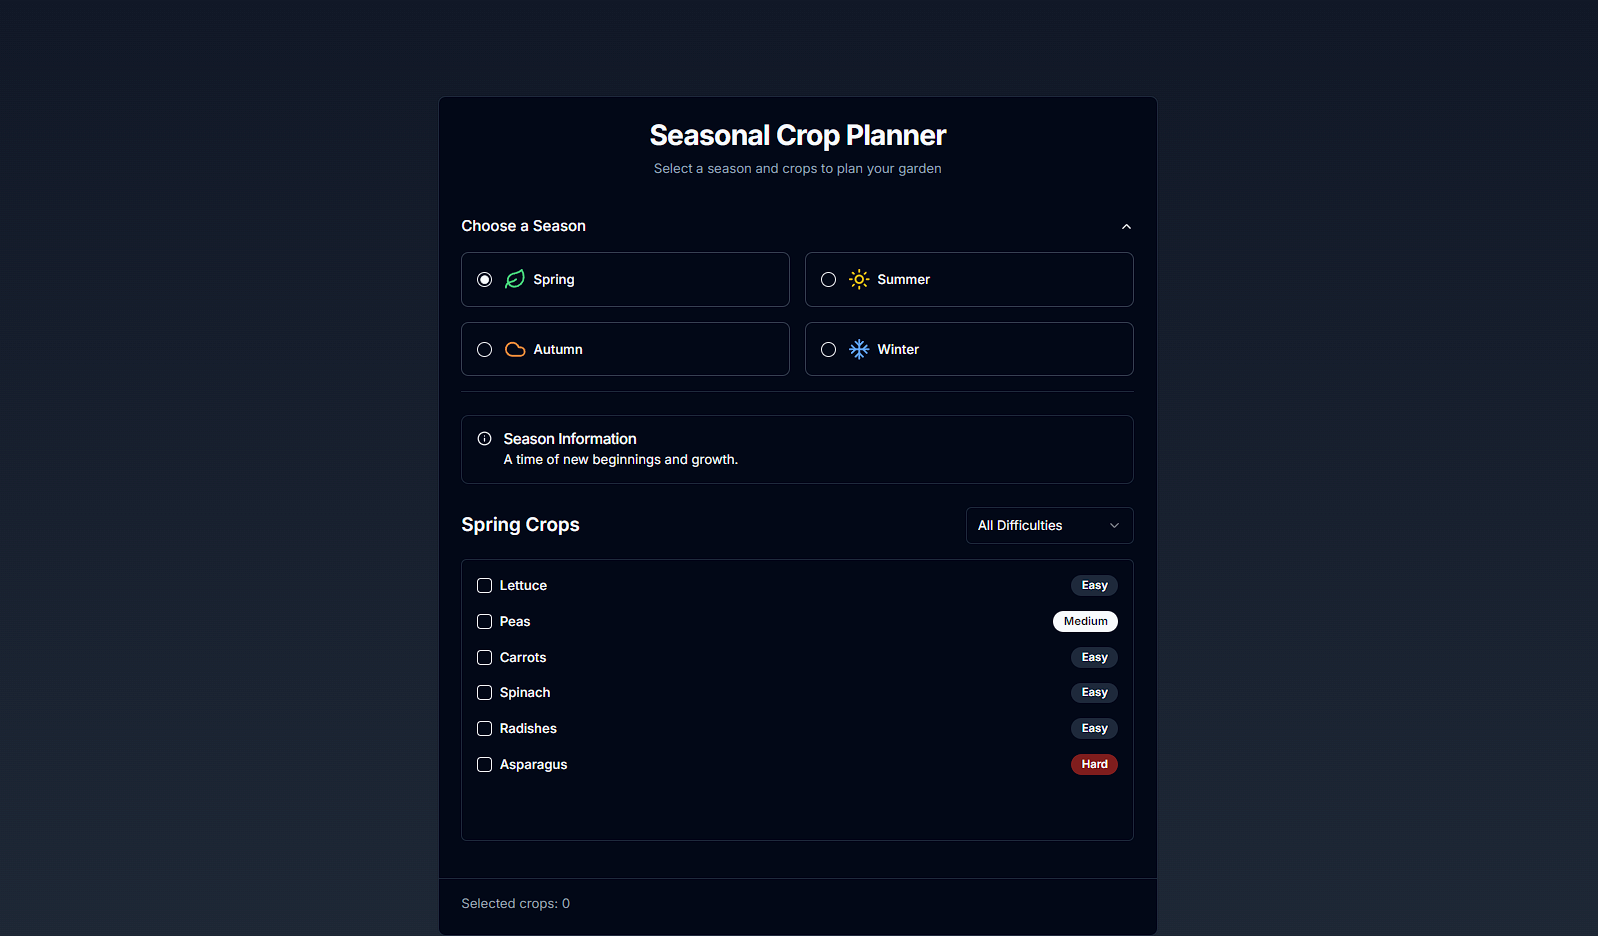 Seasonal Crop Planner
Select a season and crops to plan your garden
Choose a Season
Spring
Summer
Autumn
Winter
Season Information
A time of new beginnings and growth.
Spring Crops
All Difficulties
Lettuce Easy
Peas Medium
Carrots Easy
Spinach Easy
Radishes Easy
Asparagus Hard
Selected crops: 0